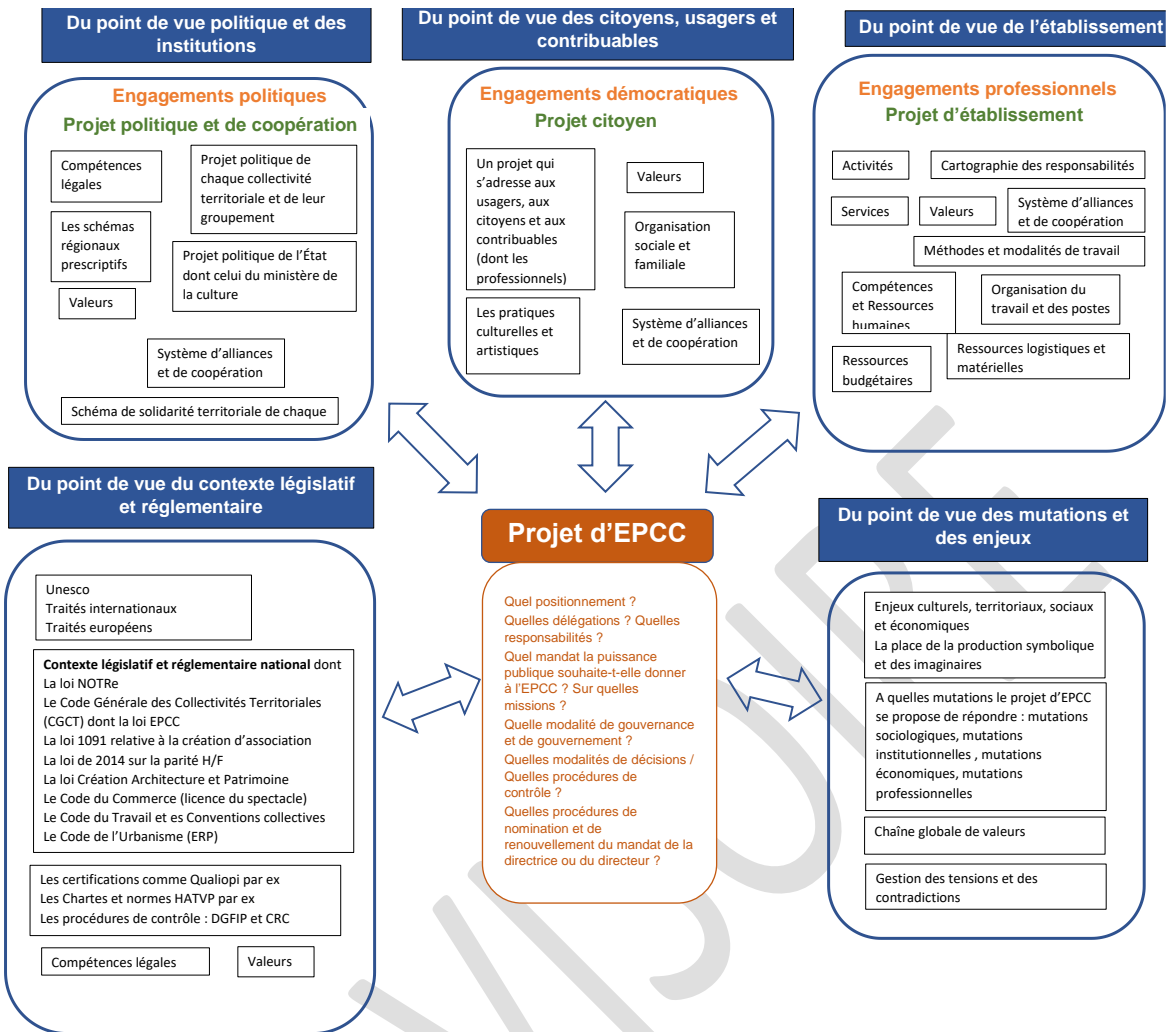 Du point de vue politique et des
institutions
Engagements politiques
Projet politique et de coopération
Compétences
légales
Projet politique de
chaque collectivité
territoriale et de leur
groupement
Les schémas
régionaux
prescriptifs
Projet politique de l'État
dont celui du ministère de
la culture
Valeurs
Système d'alliances
et de coopération
Schéma de solidarité territoriale de chaque
Du point de vue des citoyens, usagers et
contribuables
Engagements démocratiques
Projet citoyen
Un projet qui
s'adresse aux
usagers, aux
citoyens et aux
contribuables
(dont les
professionnels)
Valeurs
Organisation
sociale et
familiale
Les pratiques
culturelles et
artistiques
Système d'alliances
et de coopération
Du point de vue de l'établissement
Engagements professionnels
Projet d'établissement
Activités
Cartographie des responsabilités
Services
Valeurs
Système d'alliances
et de coopération
Méthodes et modalités de travail
Compétences
et Ressources
humaines
Organisation du
travail et des postes
Ressources
budgétaires
Ressources logistiques et
matérielles
Du point de vue du contexte législatif
et réglementaire
Unesco
Traités internationaux
Traités européens
Contexte législatif et réglementaire national dont
La loi NOTRe
Le Code Générale des Collectivités Territoriales
(CGCT) dont la loi EPCC
La loi 1091 relative à la création d'association
La loi de 2014 sur la parité H/F
La loi Création Architecture et Patrimoine
Le Code du Commerce (licence du spectacle)
Le Code du Travail et es Conventions collectives
Le Code de l'Urbanisme (ERP)
Les certifications comme Qualiopi par ex
Les Chartes et normes HATVP par ex
Les procédures de contrôle : DGFIP et CRC
Compétences légales
Valeurs
Projet d'EPCC
Quel positionnement ?
Quelles délégations ? Quelles
responsabilités ?
Quel mandat la puissance
publique souhaite-t-elle donner
à l'EPCC ? Sur quelles
missions ?
Quelle modalité de gouvernance
et de gouvernement ?
Quelles modalités de décisions /
Quelles procédures de
contrôle ?
Quelles procédures de
nomination et de
renouvellement du mandat de la
directrice ou du directeur ?
Du point de vue des mutations et
des enjeux
Enjeux culturels, territoriaux, sociaux
et économiques
La place de la production symbolique
et des imaginaires
A quelles mutations le projet d'EPCC
se propose de répondre : mutations
sociologiques, mutations
institutionnelles , mutations
économiques, mutations
professionnelles
Chaîne globale de valeurs
Gestion des tensions et des
contradictions